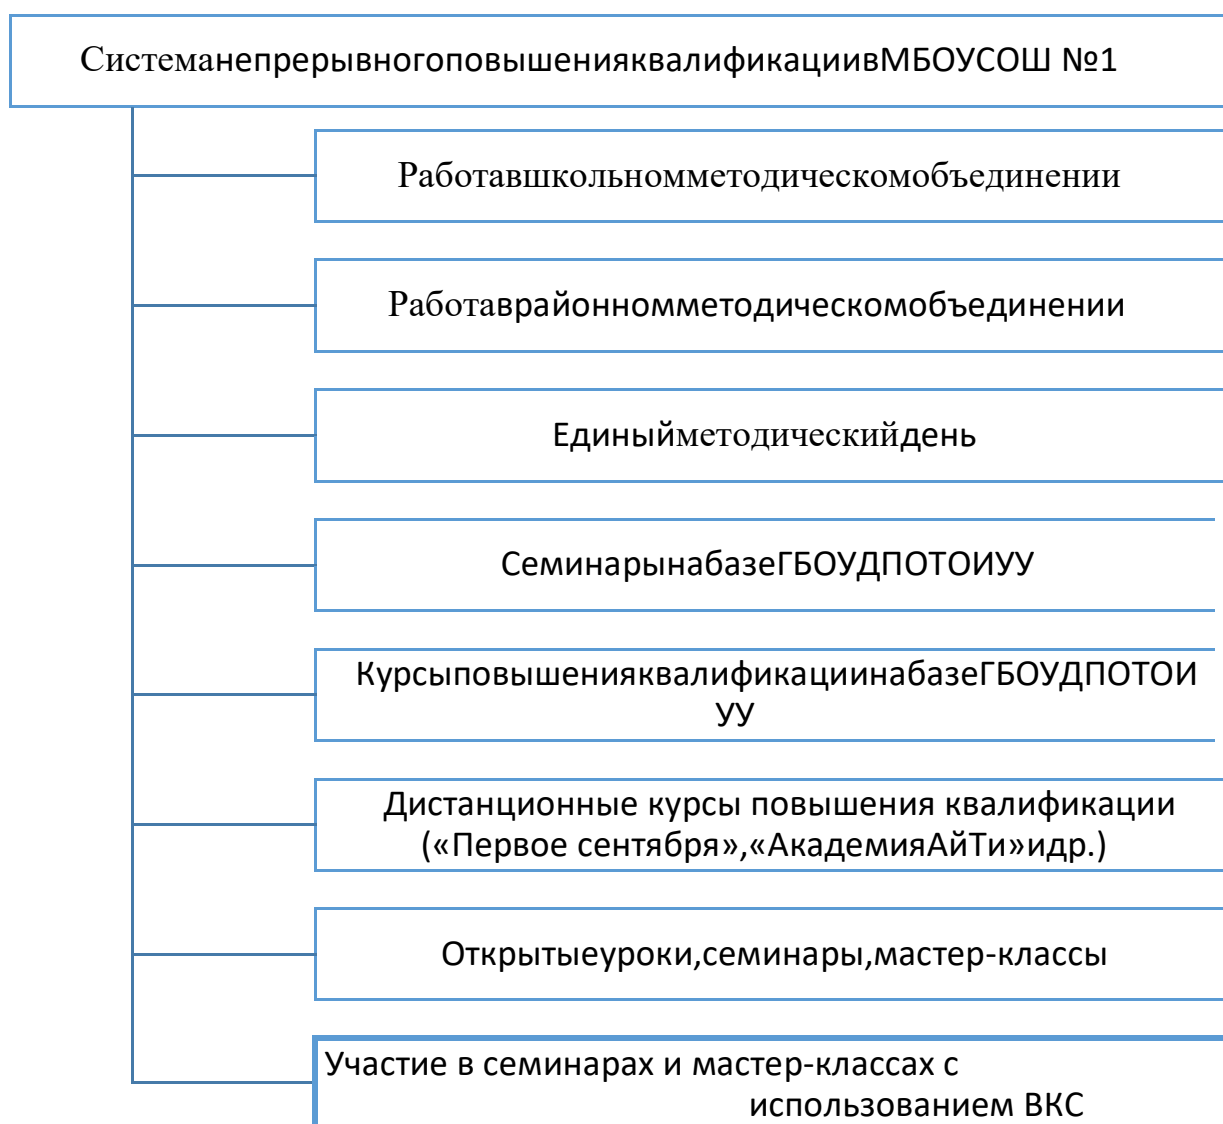 СистеманепрерывногоповышенияквалификациивМБОУСОШ №1
Работавшкольномметодическомобъединении
Работаврайонномметодическомобъединении
Единыйметодическийдень
СеминарынабазеГБОУДПОТОИУУ
КурсыповышенияквалификациинабазеГБОУДПОТОИ
УУ
Дистанционные курсы повышения квалификации
(«Первое сентября»,«АкадемияАйТи»идр.)
Открытыеуроки,семинары,мастер-классы
Участие в семинарах и мастер-классах с
использованием ВКС